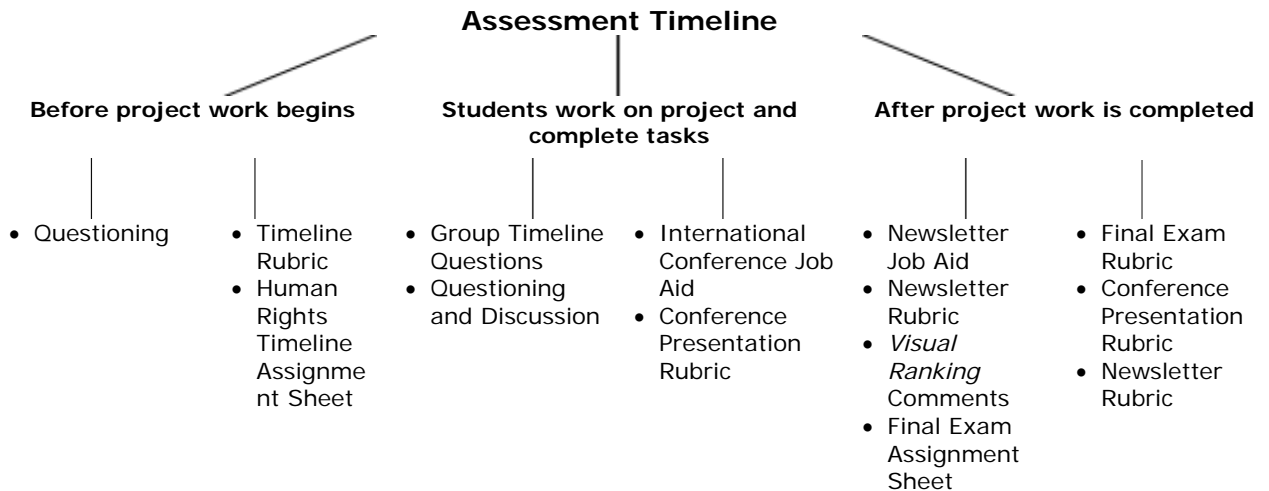 Assessment Timeline
Before project work begins
Students work on project and
complete tasks
After project work is completed
• Questioning
• Timeline
Rubric
• Human
Rights
Timeline
Assignme
nt Sheet
• Group Timeline
Questions
• Questioning
and Discussion
• International
Conference Job
Aid
• Conference
Presentation
Rubric
• Newsletter
Job Aid
• Newsletter
Rubric
• Visual
Ranking
Comments
• Final Exam
Assignment
Sheet
• Final Exam
Rubric
• Conference
Presentation
Rubric
• Newsletter
Rubric